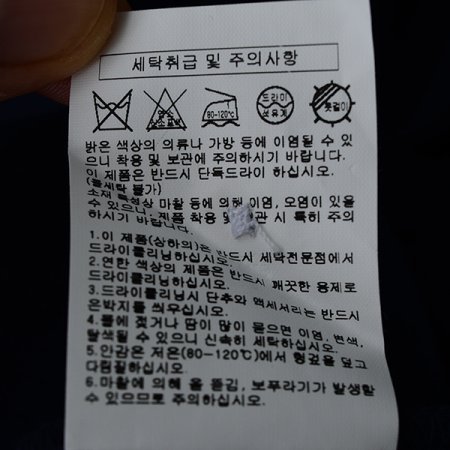 세탁취급 및 주의사항
염소 산소표백
80~120℃
드라이
석유계
옷걸이
밝은 색상의 의류나 가방 등에 이염될 수 있
으니 착용 및 보관에 주의하시기 바랍니다.
이 제품은 반드시 단독드라이 하십시오.
(물세탁 불가)
소재 특성상 마찰 등에 의해 이염, 오염이 있을
수 있으니, 제품 착용 및 보관 시 특히 주의
하시기 바랍니다.
1.이 제품(상하의)은 반드시 세탁전문점에서
드라이클리닝하십시오.
2.연한 색상의 제품은 반드시 깨끗한 용제로
드라이클리닝하십시오.
3.드라이클리닝시 단추와 액세서리는 반드시
은박지를 씌우십시오.
4.물에 젖거나 땀이 많이 묻으면 이염, 변색,
탈색될 수 있으니 신속히 세탁하십시오.
5.안감은 저온(80-120℃)에서 헝겊을 덮고
다림질하십시오.
6.마찰에 의해 올 뜯김, 보푸라기가 발생할
수 있으므로 주의하십시오.